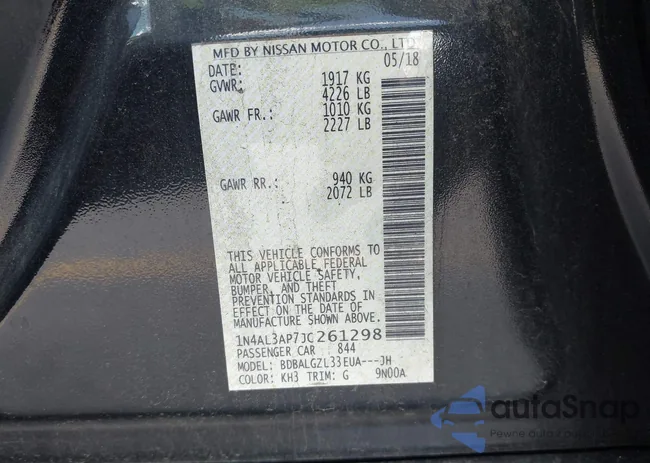 MFD BY NISSAN MOTOR CO., LTD.
DATE: 05/18
GVWR: 1917 KG
4226 LB
GAWR FR.: 1010 KG
2227 LB
GAWR RR.: 940 KG
2072 LB
THIS VEHICLE CONFORMS TO
ALL APPLICABLE FEDERAL
MOTOR VEHICLE SAFETY,
BUMPER, AND THEFT
PREVENTION STANDARDS IN
EFFECT ON THE DATE OF
MANUFACTURE SHOWN ABOVE.
1N4AL3AP7JC261298
PASSENGER CAR 844
MODEL: BDBALGZL33EUA---JH
COLOR: KH3 TRIM: G 9N00A
autoSnap
Pewne auta z aukcji